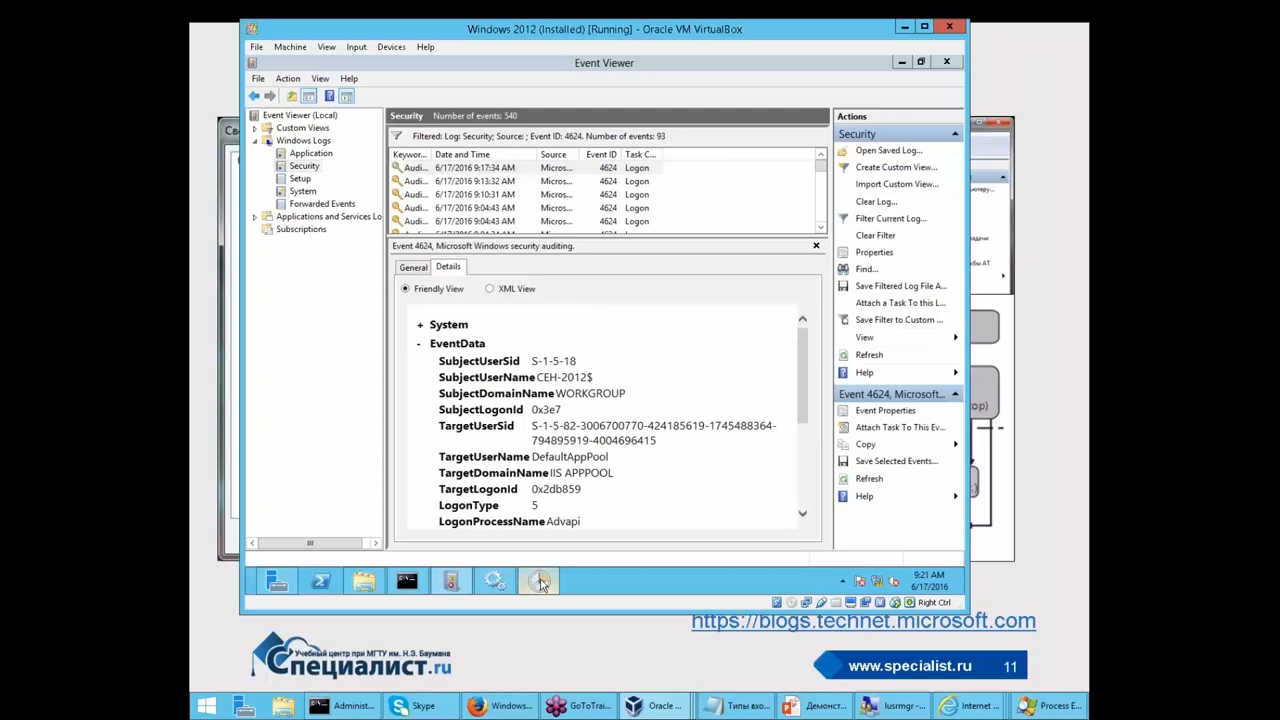 Windows 2012 (Installed) [Running] - Oracle VM VirtualBox
File Machine View Input Devices Help
Event Viewer
File Action View Help
Event Viewer (Local)
Custom Views
Windows Logs
Application
Security
Setup
System
Forwarded Events
Applications and Services Lo
Subscriptions
Security Number of events: 540
Filtered: Log: Security; Source: ; Event ID: 4624. Number of events: 93
Keywor... Date and Time Source Event ID Task C...
Audi... 6/17/2016 9:17:34 AM Micros... 4624 Logon
Audi... 6/17/2016 9:13:32 AM Micros... 4624 Logon
Audi... 6/17/2016 9:10:31 AM Micros... 4624 Logon
Audi... 6/17/2016 9:04:43 AM Micros... 4624 Logon
Audi... 6/17/2016 9:04:43 AM Micros... 4624 Logon
Event 4624, Microsoft Windows security auditing.
General Details
Friendly View XML View
+ System
- EventData
SubjectUserSid S-1-5-18
SubjectUserName CEH-2012$
SubjectDomainName WORKGROUP
SubjectLogonId 0x3e7
TargetUserSid S-1-5-82-3006700770-424185619-1745488364-
794895919-4004696415
TargetUserName DefaultAppPool
TargetDomainName IIS APPPOOL
TargetLogonId 0x2db859
LogonType 5
LogonProcessName Advapi
Actions
Security
Open Saved Log...
Create Custom View...
Import Custom View...
Clear Log...
Filter Current Log...
Clear Filter
Properties
Find...
Save Filtered Log File A...
Attach a Task To this L...
Save Filter to Custom ...
View
Refresh
Help
Event 4624, Microsoft...
Event Properties
Attach Task To This Ev...
Copy
Save Selected Events...
Refresh
Help
9:21 AM
6/17/2016
Right Ctrl
https://blogs.technet.microsoft.com
Учебный центр при МГТУ им. Н.Э. Баумана
Специалист.ru
www.specialist.ru 11
Administ... Skype Windows... GoToTrai... Oracle ... Типы вхо... Демонст... lusrmgr -... Internet ... Process E...